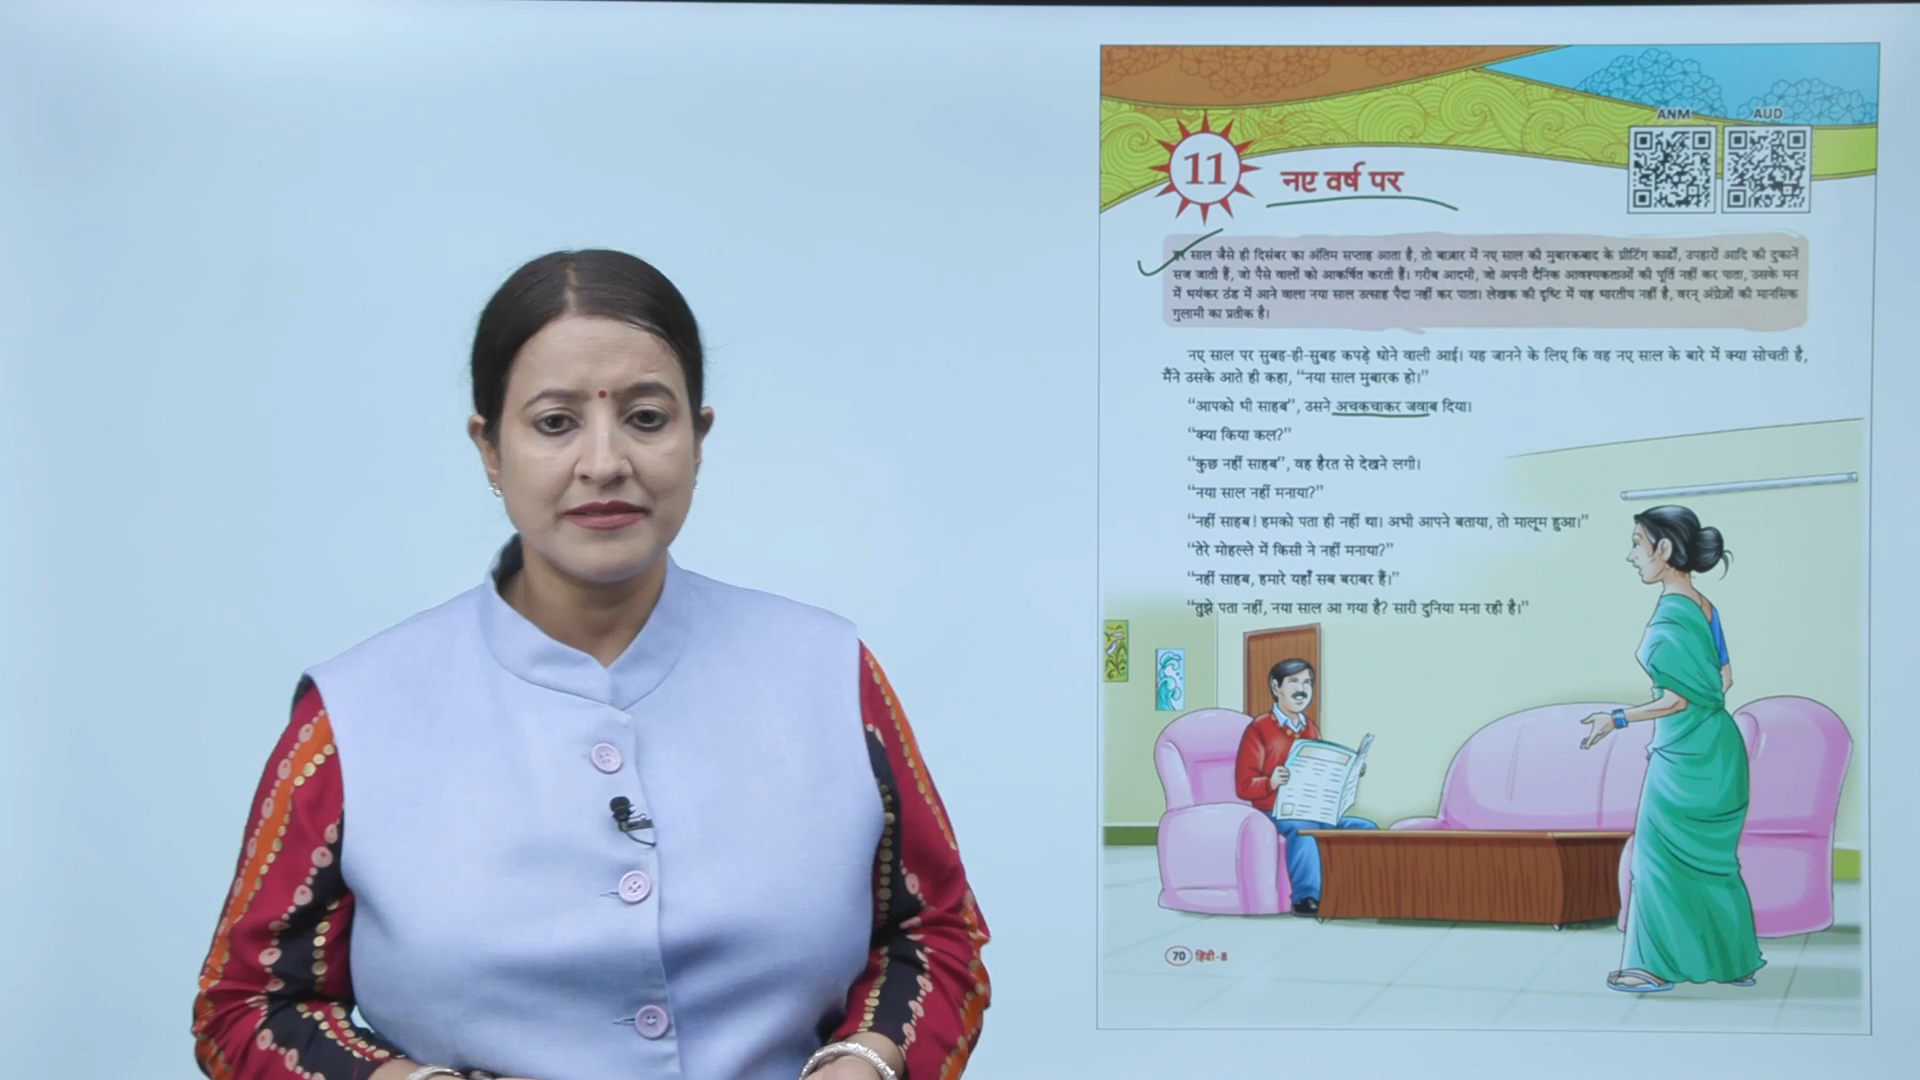 ANM AUD
11 नए वर्ष पर
हर साल जैसे ही दिसंबर का अंतिम सप्ताह आता है, तो बाज़ार में नए साल की मुबारकबाद के ग्रीटिंग कार्डों, उपहारों आदि की दुकानें
सज जाती हैं, जो पैसे वालों को आकर्षित करती हैं। गरीब आदमी, जो अपनी दैनिक आवश्यकताओं की पूर्ति नहीं कर पाता, उसके मन
में भयंकर ठंड में आने वाला नया साल उत्साह पैदा नहीं कर पाता। लेखक की दृष्टि में यह भारतीय नहीं है, वरन् अंग्रेज़ों की मानसिक
गुलामी का प्रतीक है।
नए साल पर सुबह-ही-सुबह कपड़े धोने वाली आई। यह जानने के लिए कि वह नए साल के बारे में क्या सोचती है,
मैंने उसके आते ही कहा, “नया साल मुबारक हो।”
“आपको भी साहब”, उसने अचकचाकर जवाब दिया।
“क्या किया कल?”
“कुछ नहीं साहब”, वह हैरत से देखने लगी।
“नया साल नहीं मनाया?”
“नहीं साहब! हमको पता ही नहीं था। अभी आपने बताया, तो मालूम हुआ।”
“तेरे मोहल्ले में किसी ने नहीं मनाया?”
“नहीं साहब, हमारे यहाँ सब बराबर हैं।”
“तुझे पता नहीं, नया साल आ गया है? सारी दुनिया मना रही है।”
70 हिंदी-8